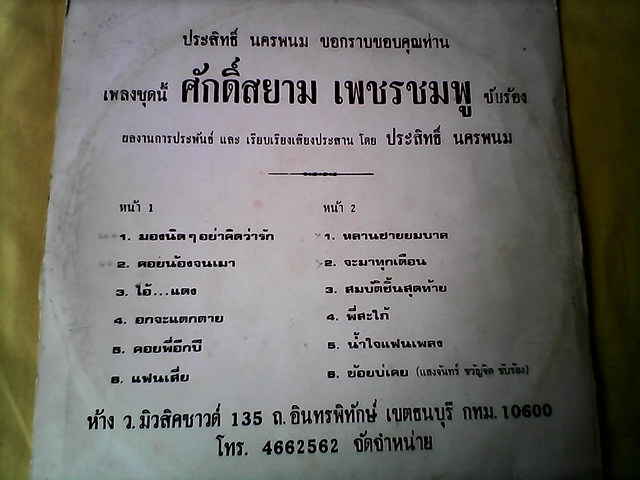 ประสิทธิ์ นครพนม ขอกราบขอบคุณท่าน
เพลงชุดนี้ ศักดิ์สยาม เพชรชมพู ขับร้อง
ผลงานการประพันธ์ และ เรียบเรียงเสียงประสาน โดย ประสิทธิ์ นครพนม
หน้า 1
1. มองนิดๆอย่าคิดว่ารัก
2. คอยน้องจนเมา
3. ไอ้...แดง
4. อกจะแตกตาย
5. คอยพี่อีกปี
6. แฟนเสี่ย
หน้า 2
1. หลานชายยมบาล
2. จะมาทุกเดือน
3. สมบัติชิ้นสุดท้าย
4. พี่สะใภ้
5. น้ำใจแฟนเพลง
6. ข้อยบ่เคย (แสงจันทร์ ขวัญจิต ขับร้อง)
ห้าง ว.มิวสิคซาวด์ 135 ถ.อินทรพิทักษ์ เขตธนบุรี กทม.10600
โทร. 4662562 จัดจำหน่าย